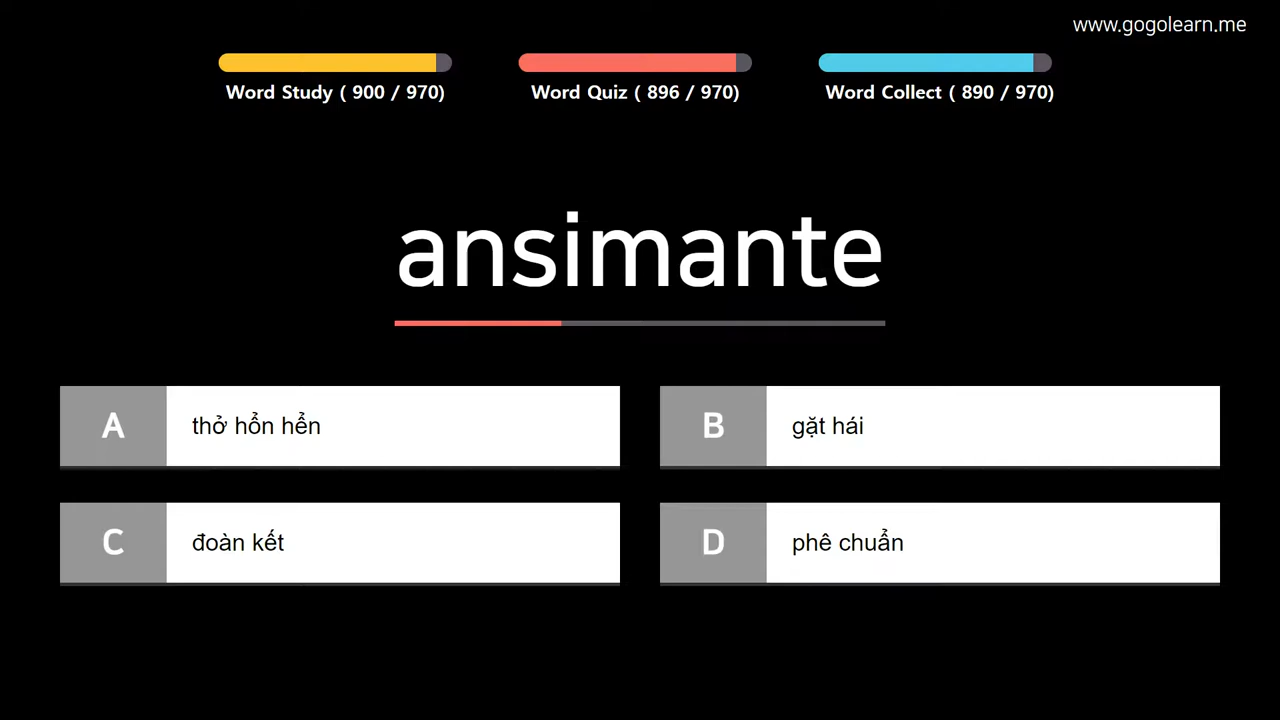 www.gogolearn.me
Word Study ( 900 / 970)
Word Quiz ( 896 / 970)
Word Collect ( 890 / 970)
ansimante
A
thở hổn hển
B
gặt hái
C
đoàn kết
D
phê chuẩn